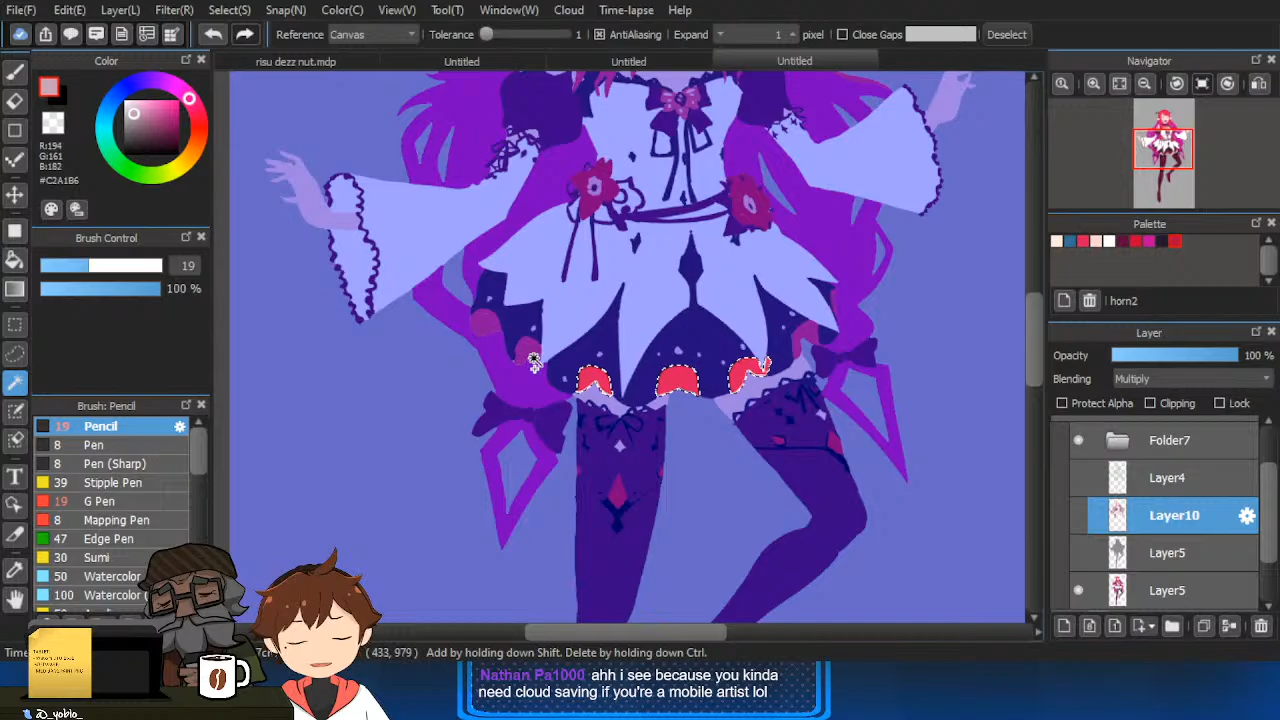 File(F) Edit(E) Layer(L) Filter(R) Select(S) Snap(N) Color(C) View(V) Tool(T) Window(W) Cloud Timelapse Help
Reference Canvas Tolerance 1 AntiAliasing Expand 1 pixel Close Gaps Deselect
Color
risu dezz nut.mdp Untitled Untitled Untitled
Navigator
R:194
G:161
B:182
#C2A1B6
Brush Control
19
100 %
Palette
horn2
Layer
Opacity 100 %
Blending Multiply
Protect Alpha Clipping Lock
Folder7
Layer4
Layer10
Layer5
Layer5
Brush: Pencil
19 Pencil
8 Pen
8 Pen (Sharp)
39 Stipple Pen
19 G Pen
8 Mapping Pen
47 Edge Pen
30 Sumi
50 Watercolor
100 Watercolor
(433, 979) Add by holding down Shift. Delete by holding down Ctrl.
Nathan Pa1000 ahh i see because you kinda
need cloud saving if you're a mobile artist lol